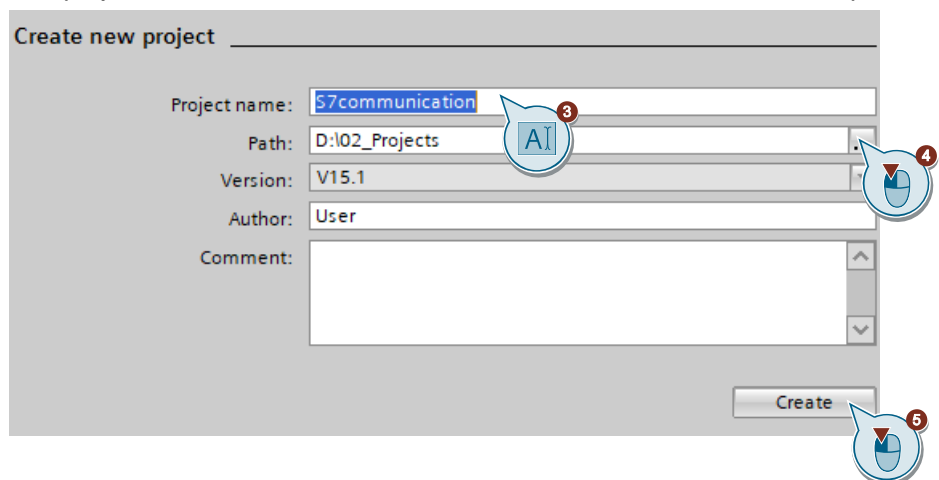 Create new project
Project name: S7communication
3
A
Path: D:\02_Projects
4
Version: V15.1
Author: User
Comment:
Create
5